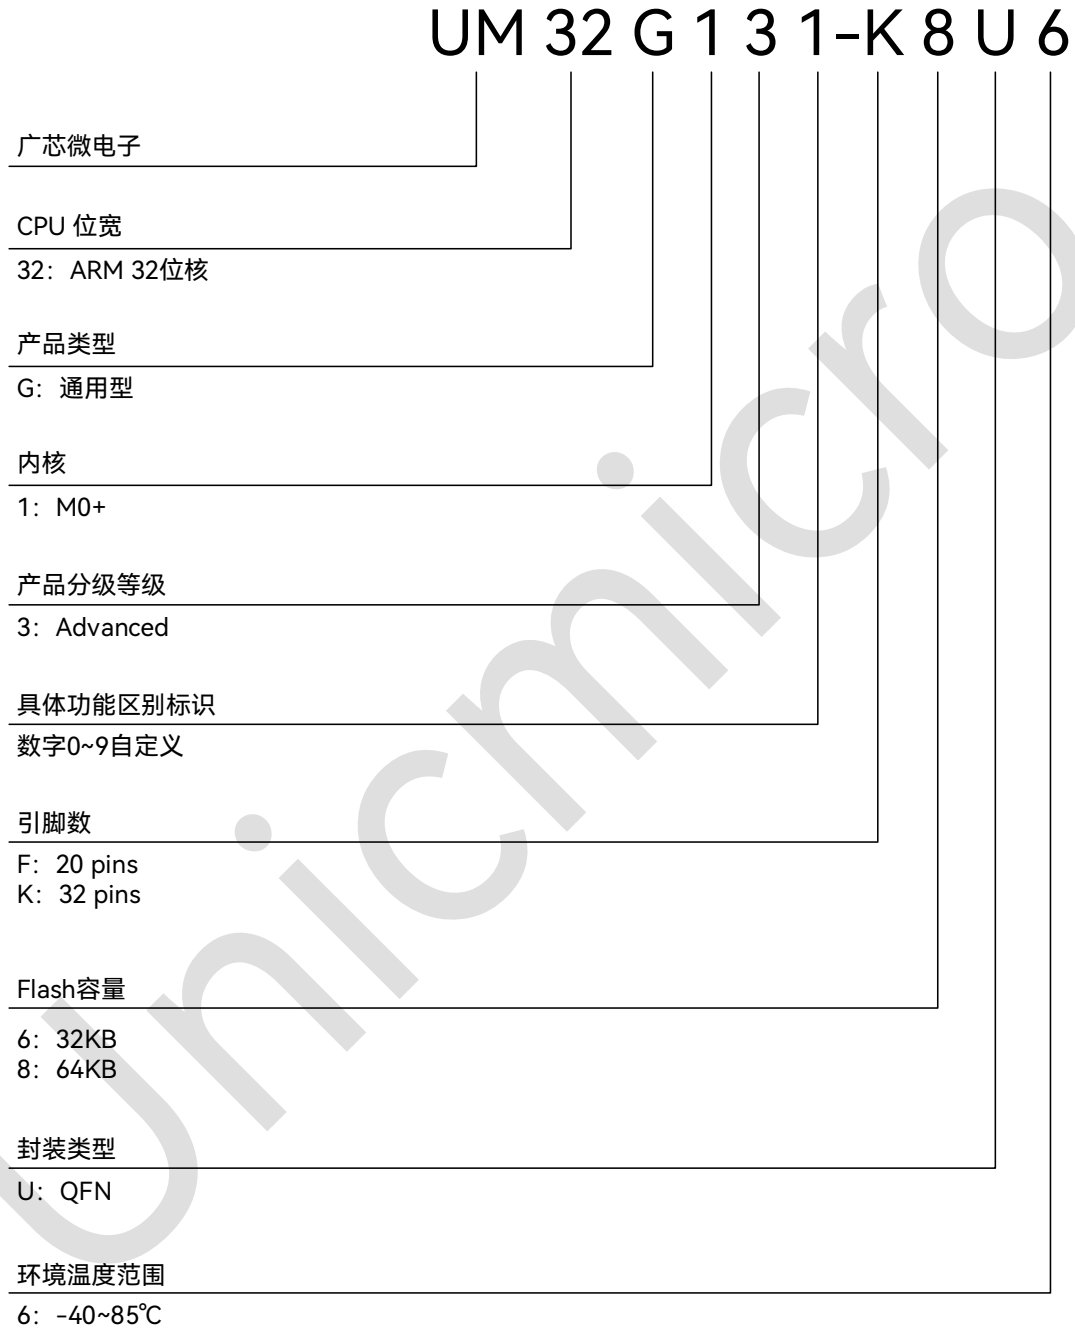 UM 32 G 1 3 1-K 8 U 6
广芯微电子
CPU 位宽
32：ARM 32位核
产品类型
G：通用型
内核
1：M0+
产品分级等级
3：Advanced
具体功能区别标识
数字0~9自定义
引脚数
F：20 pins
K：32 pins
Flash容量
6：32KB
8：64KB
封装类型
U：QFN
环境温度范围
6：-40~85℃
Unicmicro